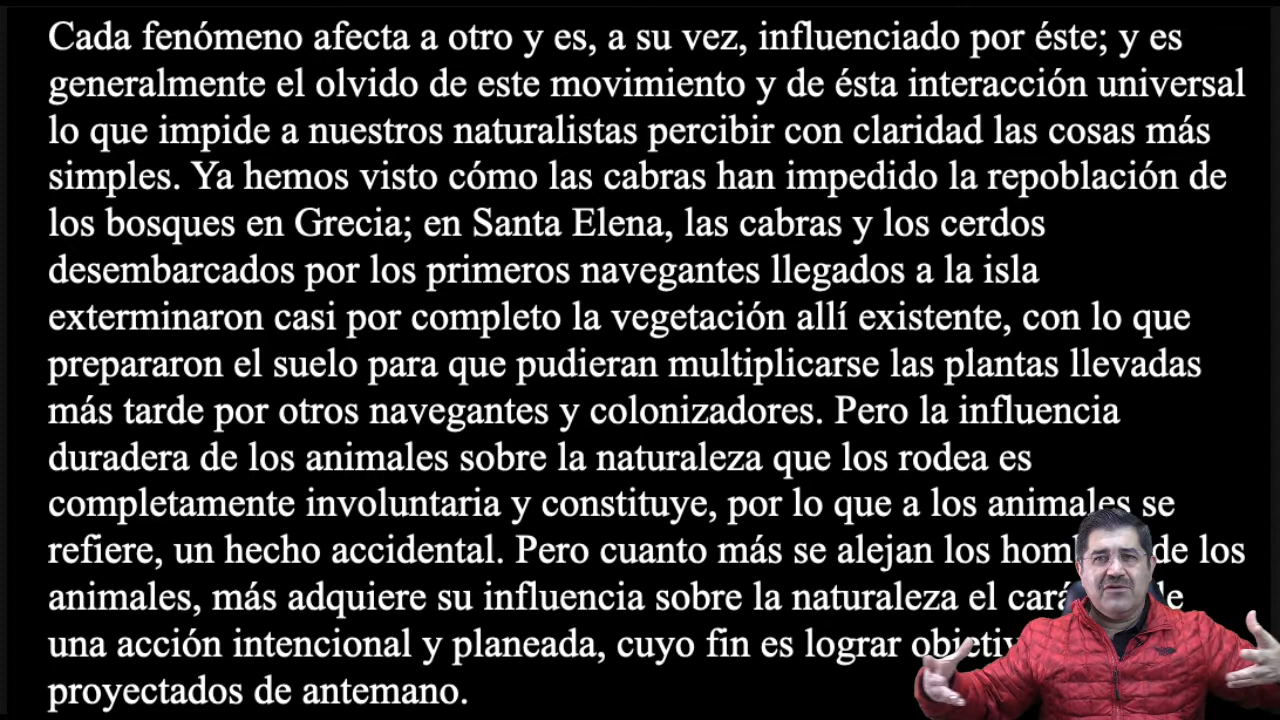 Cada fenómeno afecta a otro y es, a su vez, influenciado por éste; y es
generalmente el olvido de este movimiento y de ésta interacción universal
lo que impide a nuestros naturalistas percibir con claridad las cosas más
simples. Ya hemos visto cómo las cabras han impedido la repoblación de
los bosques en Grecia; en Santa Elena, las cabras y los cerdos
desembarcados por los primeros navegantes llegados a la isla
exterminaron casi por completo la vegetación allí existente, con lo que
prepararon el suelo para que pudieran multiplicarse las plantas llevadas
más tarde por otros navegantes y colonizadores. Pero la influencia
duradera de los animales sobre la naturaleza que los rodea es
completamente involuntaria y constituye, por lo que a los animales se
refiere, un hecho accidental. Pero cuanto más se alejan los de los
animales, más adquiere su influencia sobre la naturaleza el
una acción intencional y planeada, cuyo fin es lograr
proyectados de antemano.